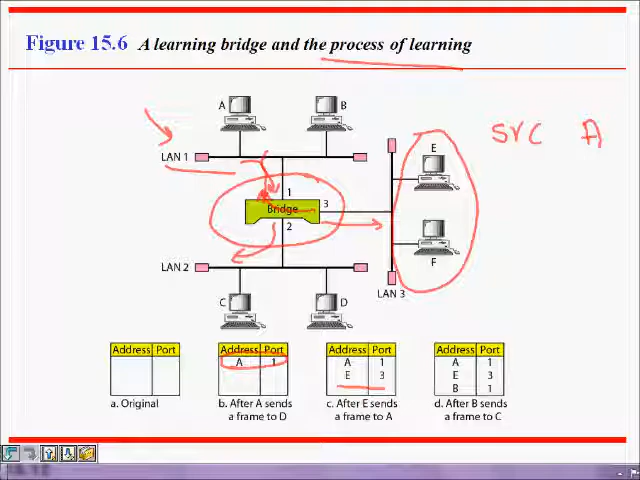 Figure 15.6 A learning bridge and the process of learning
A
B
src A
LAN 1
E
1
3
Bridge
2
F
LAN 2
LAN 3
C
D
Address Port
Address Port
A 1
Address Port
A 1
E 3
Address Port
A 1
E 3
B 1
a. Original
b. After A sends
a frame to D
c. After E sends
a frame to A
d. After B sends
a frame to C